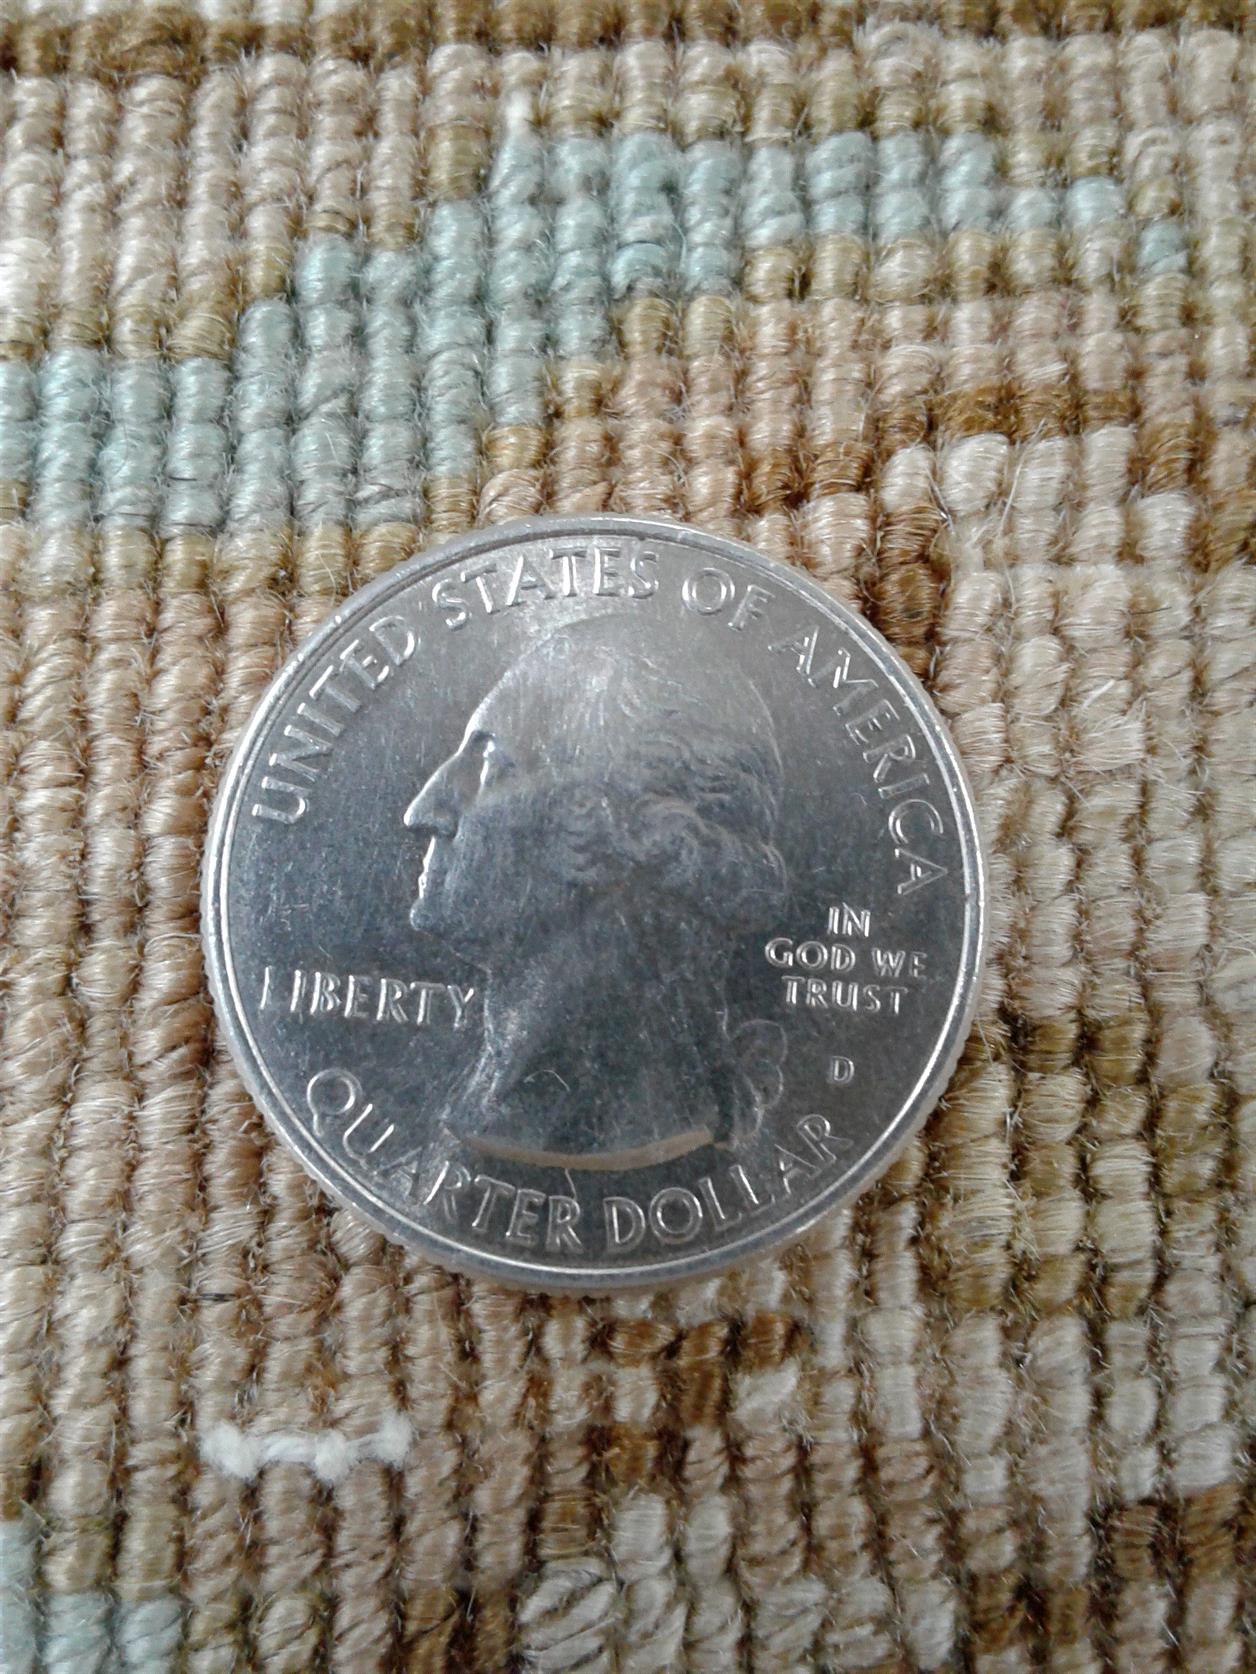 UNITED STATES OF AMERICA
LIBERTY
IN
GOD WE
TRUST
D
QUARTER DOLLAR